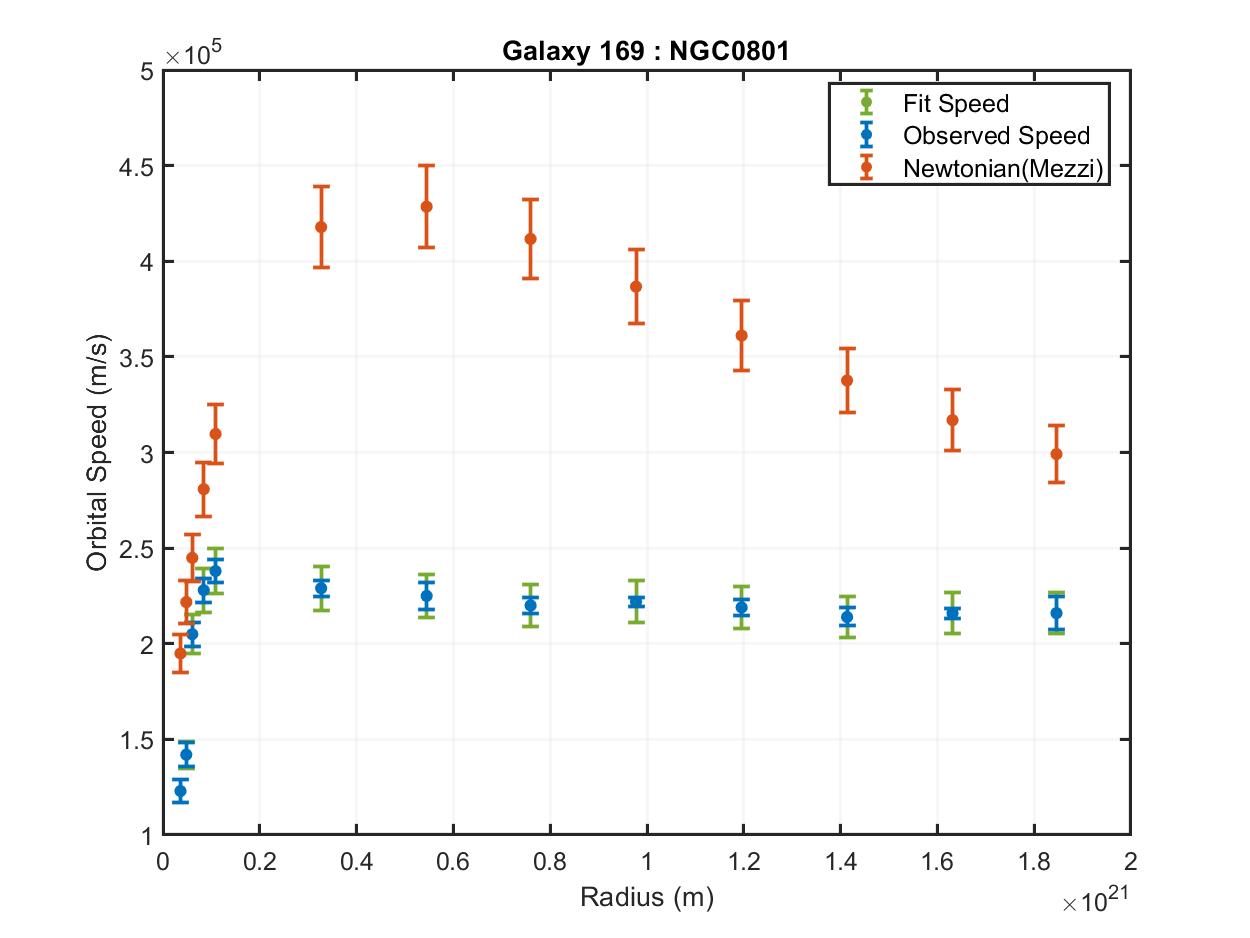 Galaxy 169 : NGC0801
×10^5
5
4.5
4
3.5
3
2.5
2
1.5
1
Orbital Speed (m/s)
Fit Speed
Observed Speed
Newtonian(Mezzi)
0 0.2 0.4 0.6 0.8 1 1.2 1.4 1.6 1.8 2
Radius (m)
×10^21